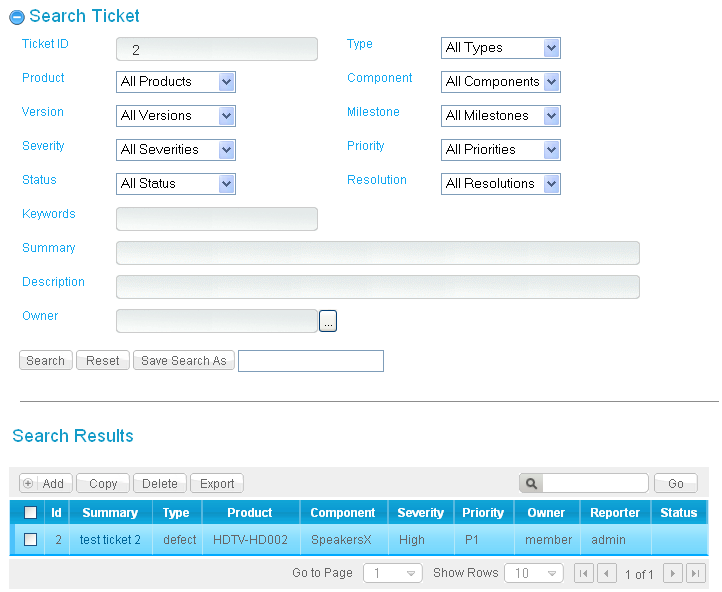 Search Ticket
Ticket ID 2 Type All Types
Product All Products Component All Components
Version All Versions Milestone All Milestones
Severity All Severities Priority All Priorities
Status All Status Resolution All Resolutions
Keywords
Summary
Description
Owner ...
Search Reset Save Search As
Search Results
Add Copy Delete Export Go
Id Summary Type Product Component Severity Priority Owner Reporter Status
2 test ticket 2 defect HDTV-HD002 SpeakersX High P1 member admin
Go to Page 1 Show Rows 10 1 of 1